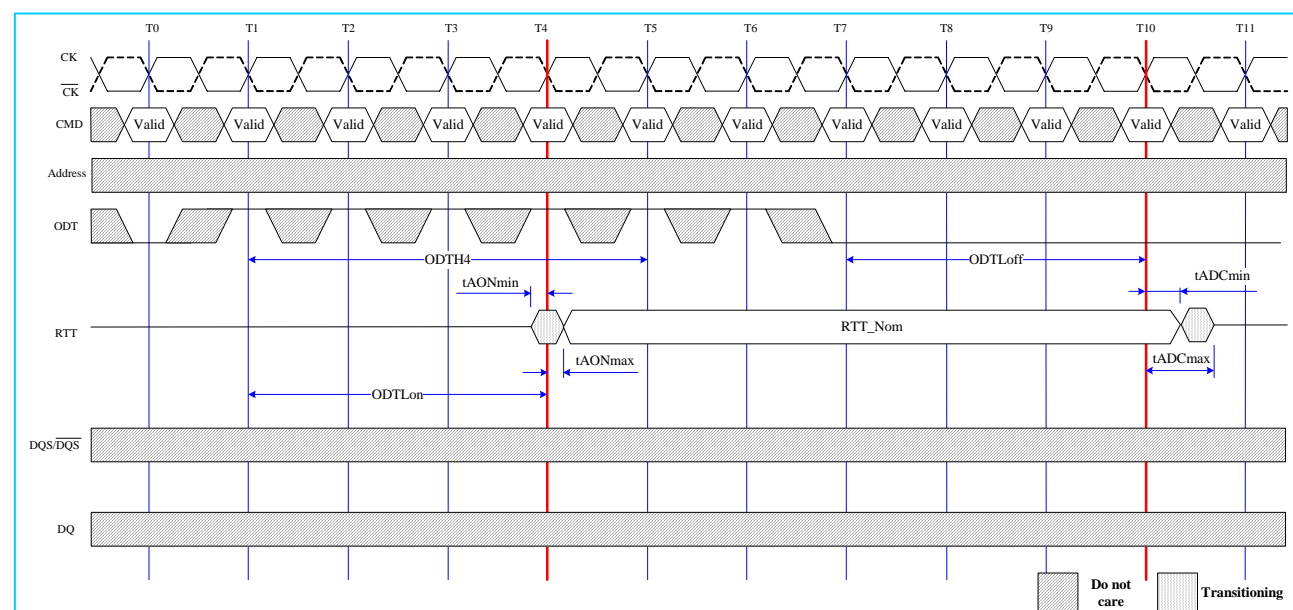 T0 T1 T2 T3 T4 T5 T6 T7 T8 T9 T10 T11
CK
CK
CMD Valid Valid Valid Valid Valid Valid Valid Valid Valid Valid Valid Valid
Address
ODT
ODTH4 ODTLoff
tAONmin tADCmin
RTT RTT_Nom
tAONmax tADCmax
ODTLon
DQS/DQS
DQ
Do not
care
Transitioning